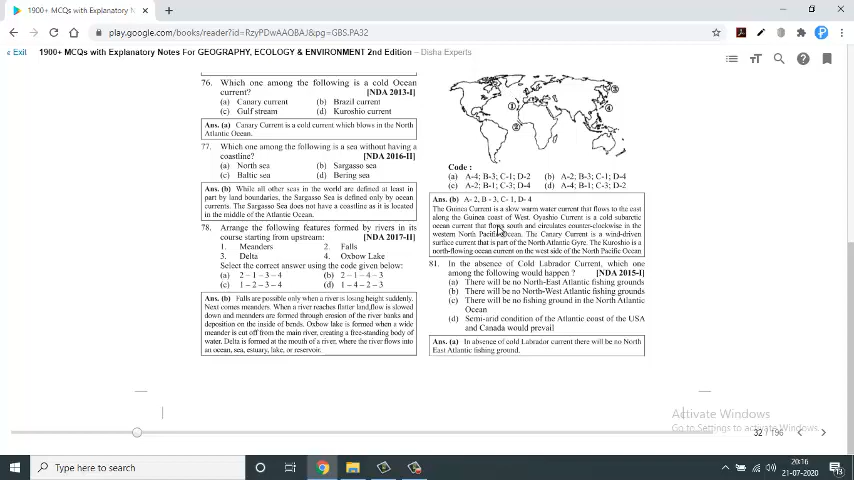 1900+ MCQs with Explanatory N
play.google.com/books/reader?id=RzyPDwAAQBAJ&pg=GBS.PA32
« Exit
1900+ MCQs with Explanatory Notes For GEOGRAPHY, ECOLOGY & ENVIRONMENT 2nd Edition - Disha Experts
76. Which one among the following is a cold Ocean
current? [NDA 2013-I]
(a) Canary current (b) Brazil current
(c) Gulf stream (d) Kuroshio current
Ans. (a) Canary Current is a cold current which blows in the North
Atlantic Ocean.
77. Which one among the following is a sea without having a
coastline? [NDA 2016-II]
(a) North sea (b) Sargasso sea
(c) Baltic sea (d) Bering sea
Ans. (b) While all other seas in the world are defined at least in
part by land boundaries, the Sargasso Sea is defined only by ocean
currents. The Sargasso Sea does not have a coastline as it is located
in the middle of the Atlantic Ocean.
78. Arrange the following features formed by rivers in its
course starting from upstream: [NDA 2017-II]
1. Meanders 2. Falls
3. Delta 4. Oxbow Lake
Select the correct answer using the code given below:
(a) 2 – 1 – 3 – 4 (b) 2 – 1 – 4 – 3
(c) 1 – 2 – 3 – 4 (d) 1 – 4 – 2 – 3
Ans. (b) Falls are possible only when a river is losing height suddenly.
Next comes meanders. When a river reaches flatter land,flow is slowed
down and meanders are formed through erosion of the river banks and
deposition on the inside of bends. Oxbow lake is formed when a wide
meander is cut off from the main river, creating a free-standing body of
water. Delta is formed at the mouth of a river, where the river flows into
an ocean, sea, estuary, lake, or reservoir.
1
2
3
4
Code :
(a) A-4; B-3; C-1; D-2 (b) A-2; B-3; C-1; D-4
(c) A-2; B-1; C-3; D-4 (d) A-4; B-1; C-3; D-2
Ans. (b) A- 2, B - 3, C- 1, D- 4
The Guinea Current is a slow warm water current that flows to the east
along the Guinea coast of West. Oyashio Current is a cold subarctic
ocean current that flows south and circulates counter-clockwise in the
western North Pacific Ocean. The Canary Current is a wind-driven
surface current that is part of the North Atlantic Gyre. The Kuroshio is a
north-flowing ocean current on the west side of the North Pacific Ocean
81. In the absence of Cold Labrador Current, which one
among the following would happen ? [NDA 2015-I]
(a) There will be no North-East Atlantic fishing grounds
(b) There will be no North-West Atlantic fishing grounds
(c) There will be no fishing ground in the North Atlantic
Ocean
(d) Semi-arid condition of the Atlantic coast of the USA
and Canada would prevail
Ans. (a) In absence of cold Labrador current there will be no North
East Atlantic fishing ground.
Activate Windows
Go to Settings to activate Windows.
32 / 196
Type here to search
20:16
21-07-2020